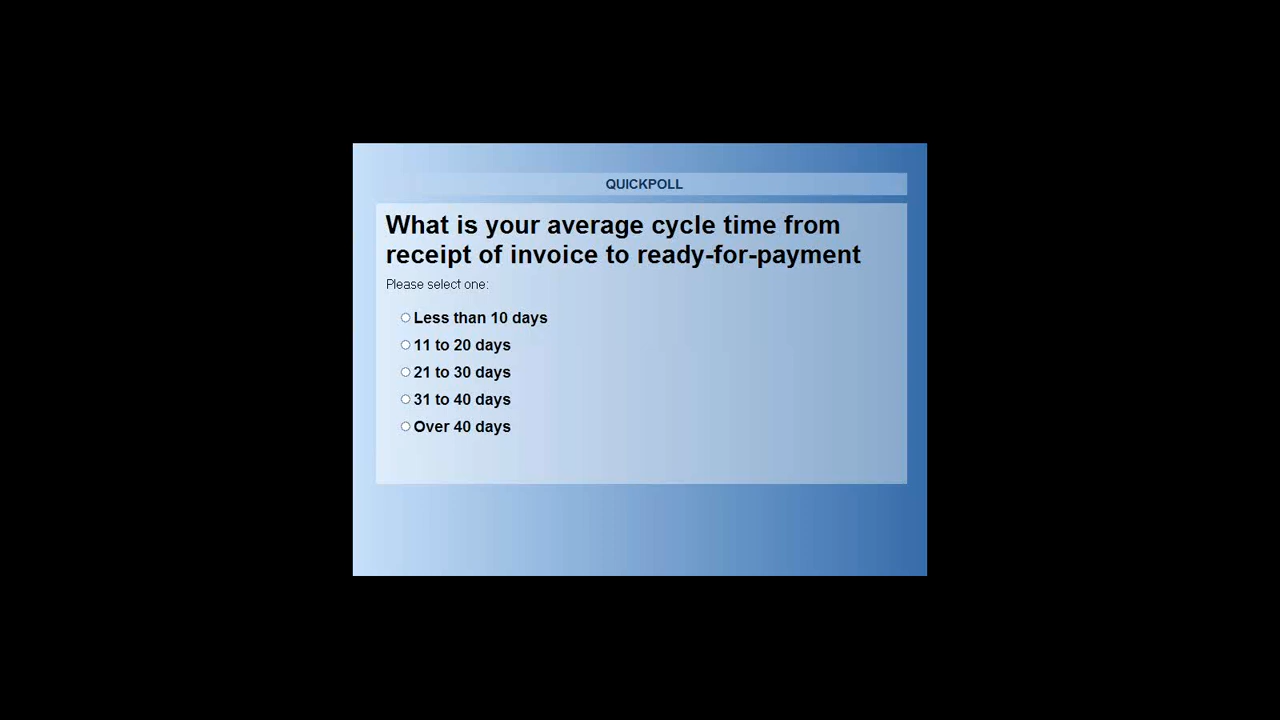 QUICKPOLL
What is your average cycle time from
receipt of invoice to ready-for-payment
Please select one:
Less than 10 days
11 to 20 days
21 to 30 days
31 to 40 days
Over 40 days